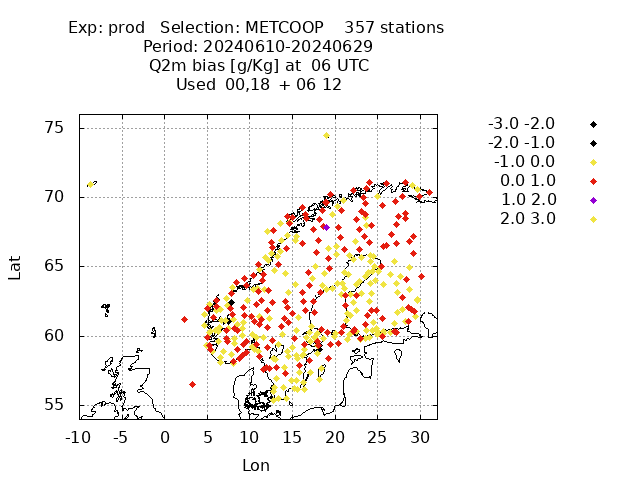 Exp: prod   Selection: METCOOP    357 stations
Period: 20240610-20240629
Q2m bias [g/Kg] at  06 UTC
Used  00,18  + 06 12
-3.0 -2.0
-2.0 -1.0
-1.0 0.0
0.0 1.0
1.0 2.0
2.0 3.0
75
70
65
60
55
Lat
-10 -5 0 5 10 15 20 25 30
Lon